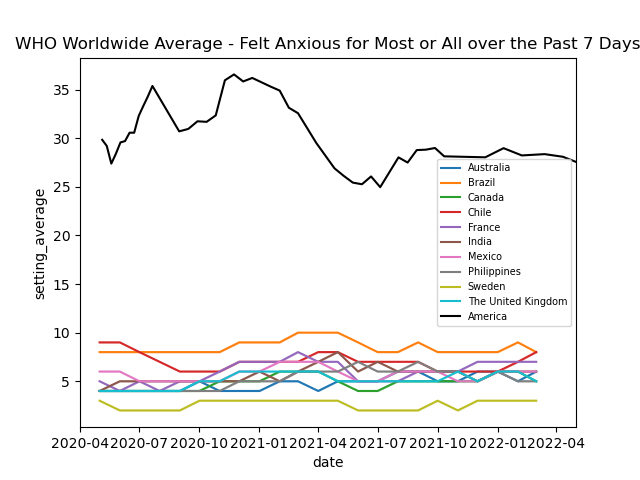 WHO Worldwide Average - Felt Anxious for Most or All over the Past 7 Days
setting_average
35
30
25
20
15
10
5
Australia
Brazil
Canada
Chile
France
India
Mexico
Philippines
Sweden
The United Kingdom
America
2020-04 2020-07 2020-10 2021-01 2021-04 2021-07 2021-10 2022-01 2022-04
date